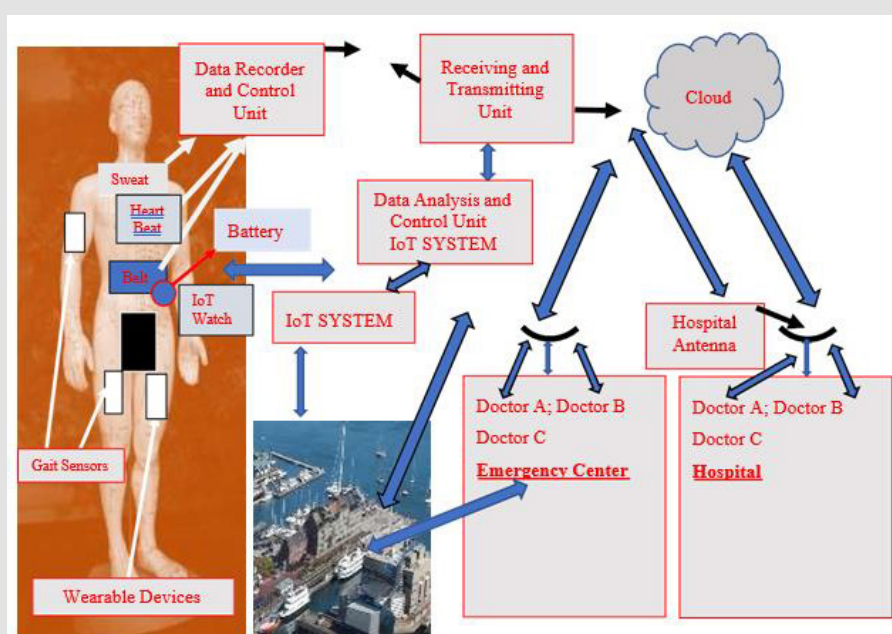 Data Recorder
and Control
Unit
Receiving and
Transmitting
Unit
Cloud
Sweat
Heart
Beat
Battery
Data Analysis and
Control Unit
IoT SYSTEM
Belt
IoT
Watch
IoT SYSTEM
Hospital
Antenna
Doctor A; Doctor B
Doctor C
Emergency Center
Doctor A; Doctor B
Doctor C
Hospital
Gait Sensors
Wearable Devices